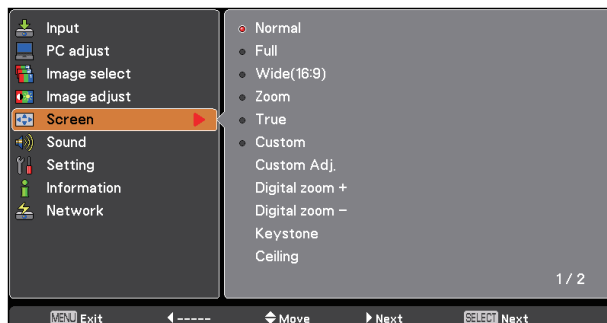 Input
PC adjust
Image select
Image adjust
Screen
Sound
Setting
Information
Network
Normal
Full
Wide(16:9)
Zoom
True
Custom
Custom Adj.
Digital zoom +
Digital zoom –
Keystone
Ceiling
1 / 2
MENU Exit ----- Move Next SELECT Next